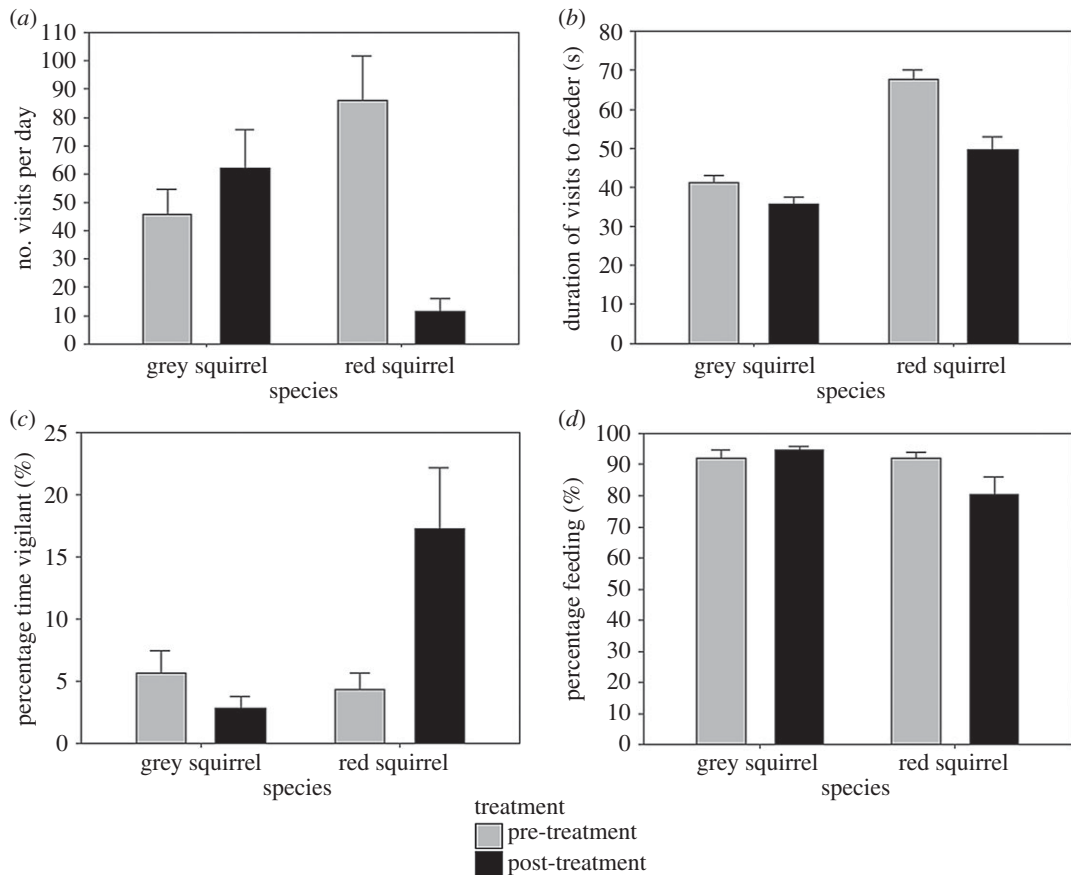 (a)
110
100
90
80
70
60
50
40
30
20
10
0
no. visits per day
grey squirrel red squirrel
species
(b)
80
70
60
50
40
30
20
10
0
duration of visits to feeder (s)
grey squirrel red squirrel
species
(c)
25
20
15
10
5
0
percentage time vigilant (%)
grey squirrel red squirrel
species
(d)
100
90
80
70
60
50
40
30
20
10
0
percentage feeding (%)
grey squirrel red squirrel
species
treatment
pre-treatment
post-treatment